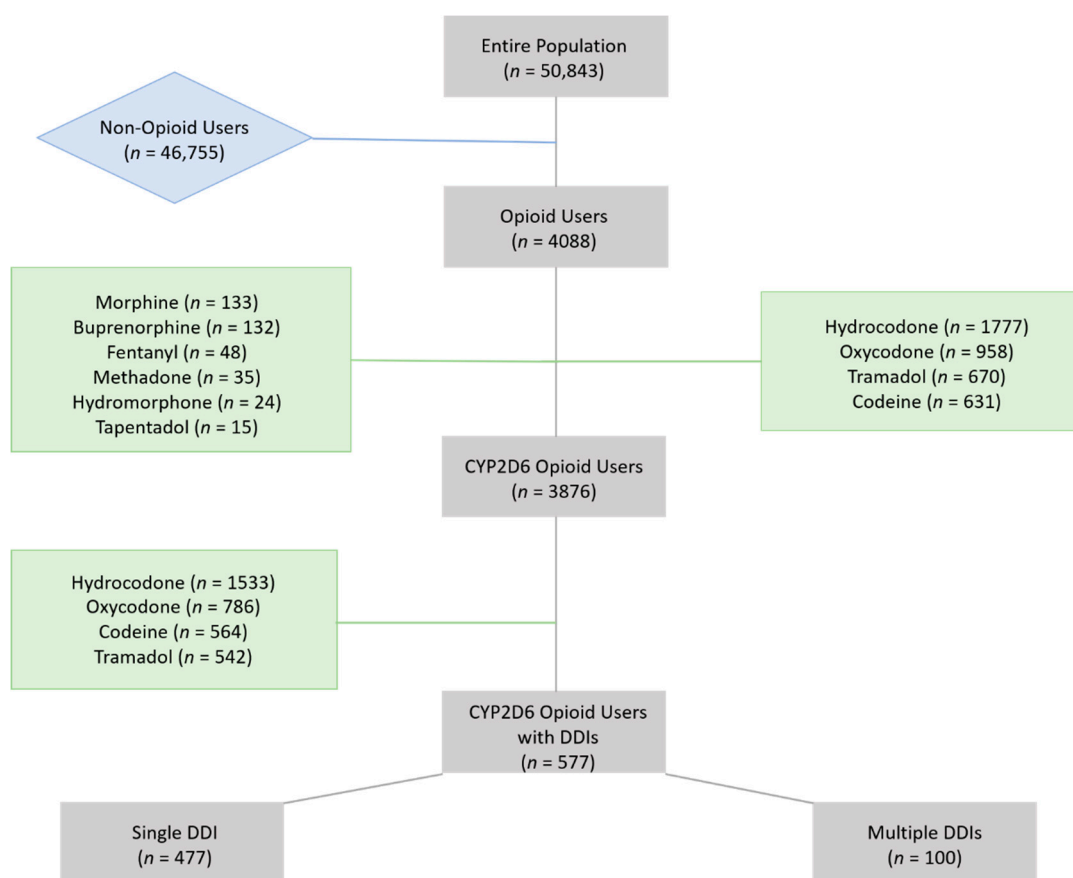 Entire Population
(n = 50,843)
Non-Opioid Users
(n = 46,755)
Opioid Users
(n = 4088)
Morphine (n = 133)
Buprenorphine (n = 132)
Fentanyl (n = 48)
Methadone (n = 35)
Hydromorphone (n = 24)
Tapentadol (n = 15)
Hydrocodone (n = 1777)
Oxycodone (n = 958)
Tramadol (n = 670)
Codeine (n = 631)
CYP2D6 Opioid Users
(n = 3876)
Hydrocodone (n = 1533)
Oxycodone (n = 786)
Codeine (n = 564)
Tramadol (n = 542)
CYP2D6 Opioid Users
with DDIs
(n = 577)
Single DDI
(n = 477)
Multiple DDIs
(n = 100)